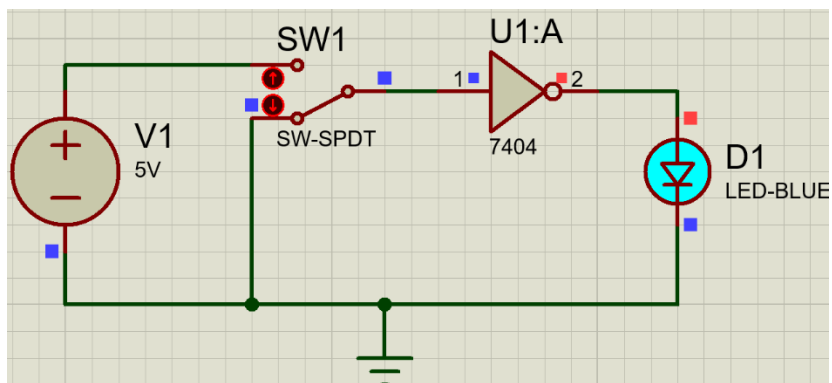 SW1
U1:A
1
2
V1
5V
SW-SPDT
7404
D1
LED-BLUE